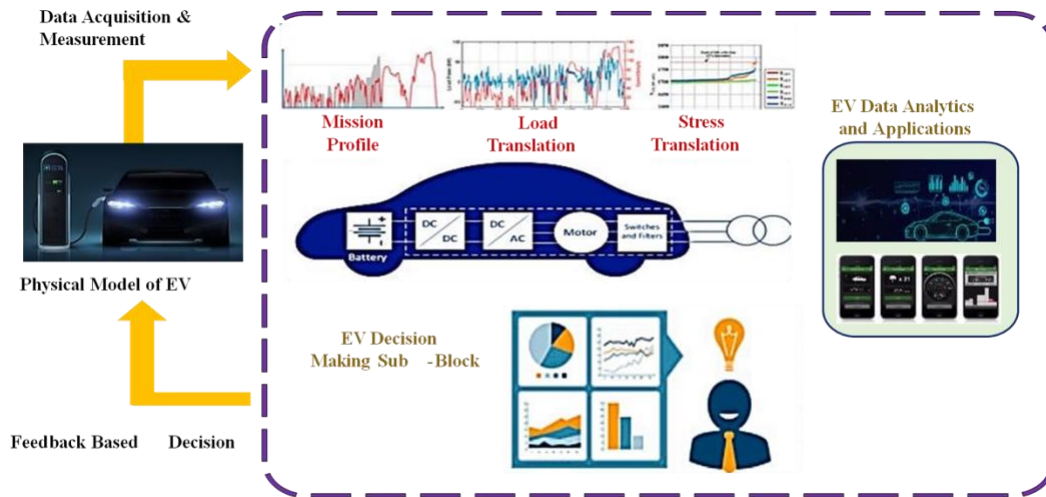 Data Acquisition &
Measurement
Mission
Profile
Load
Translation
Stress
Translation
EV Data Analytics
and Applications
DC
DC
DC
AC
Motor
Switches
and Filters
Battery
Physical Model of EV
EV Decision
Making Sub -Block
Feedback Based Decision